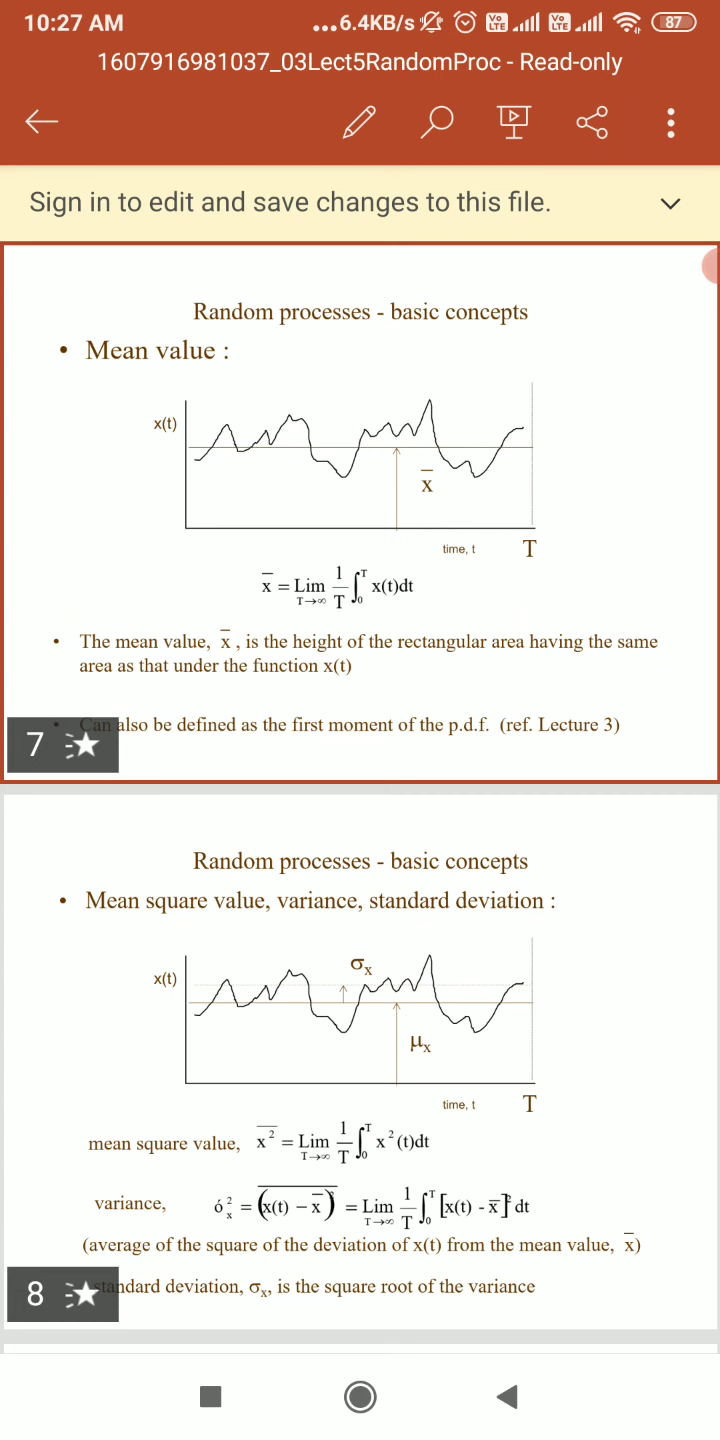 10:27 AM ...6.4KB/s Vo LTE Vo LTE 87
1607916981037_03Lect5RandomProc - Read-only
Sign in to edit and save changes to this file.
Random processes - basic concepts
• Mean value :
x(t)
x̄
time, t T
x̄ = Lim T→∞ 1/T ∫₀ᵀ x(t)dt
• The mean value, x̄ , is the height of the rectangular area having the same
area as that under the function x(t)
• Can also be defined as the first moment of the p.d.f. (ref. Lecture 3)
7
Random processes - basic concepts
• Mean square value, variance, standard deviation :
x(t)
σx
μx
time, t T
mean square value, x̄² = Lim T→∞ 1/T ∫₀ᵀ x²(t)dt
variance, ó²x = (x(t) − x̄)² = Lim T→∞ 1/T ∫₀ᵀ [x(t) - x̄]² dt
(average of the square of the deviation of x(t) from the mean value, x̄)
standard deviation, σx, is the square root of the variance
8